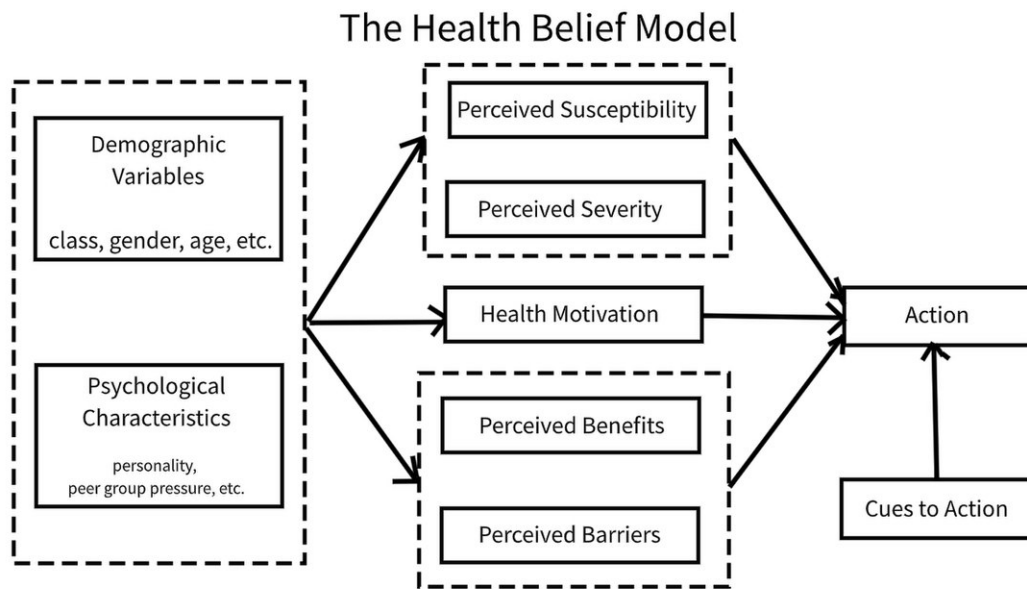 The Health Belief Model
Demographic
Variables
class, gender, age, etc.
Psychological
Characteristics
personality,
peer group pressure, etc.
Perceived Susceptibility
Perceived Severity
Health Motivation
Perceived Benefits
Perceived Barriers
Action
Cues to Action